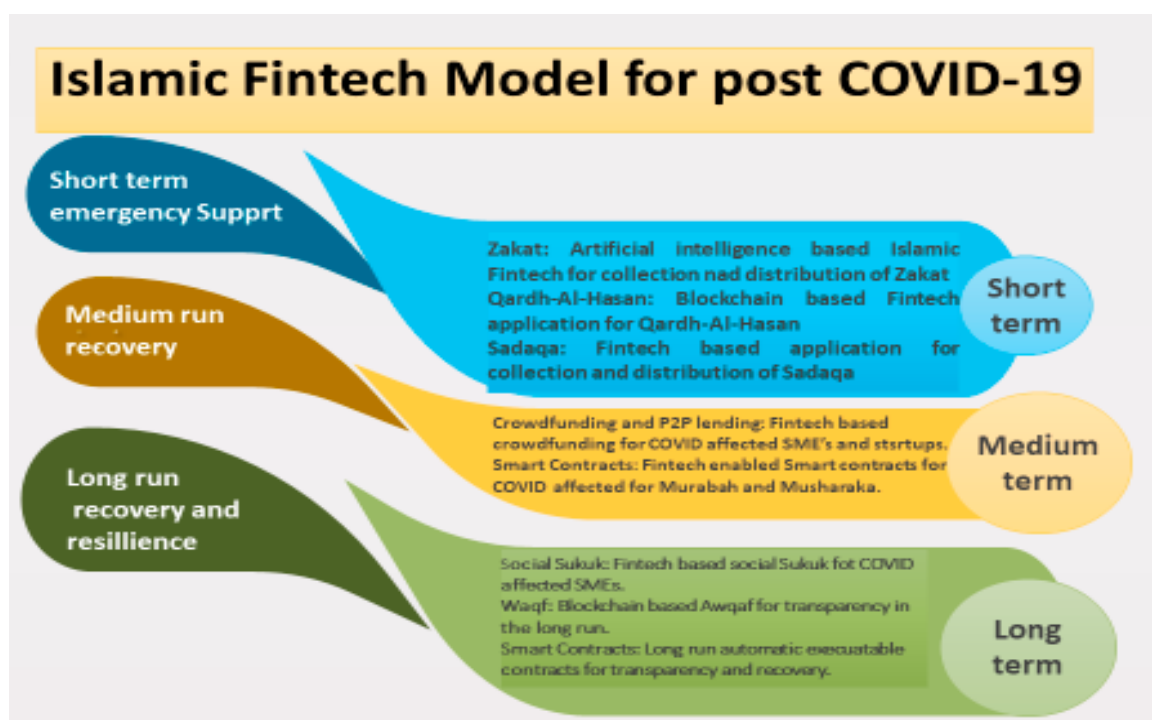 Islamic Fintech Model for post COVID-19
Short term
emergency Supprt
Zakat: Artificial intelligence based Islamic
Fintech for collection nad distribution of Zakat
Qardh-Al-Hasan: Blockchain based Fintech
application for Qardh-Al-Hasan
Sadaqa: Fintech based application for
collection and distribution of Sadaqa
Short
term
Medium run
recovery
Crowdfunding and P2P lending: Fintech based
crowdfunding for COVID affected SME's and stsrtups.
Smart Contracts: Fintech enabled Smart contracts for
COVID affected for Murabah and Musharaka.
Medium
term
Long run
recovery and
resillience
Social Sukuk: Fintech based social Sukuk fot COVID
affected SMEs.
Waqf: Blockchain based Awqaf for transparency in
the long run.
Smart Contracts: Long run automatic execuatable
contracts for transparency and recovery.
Long
term